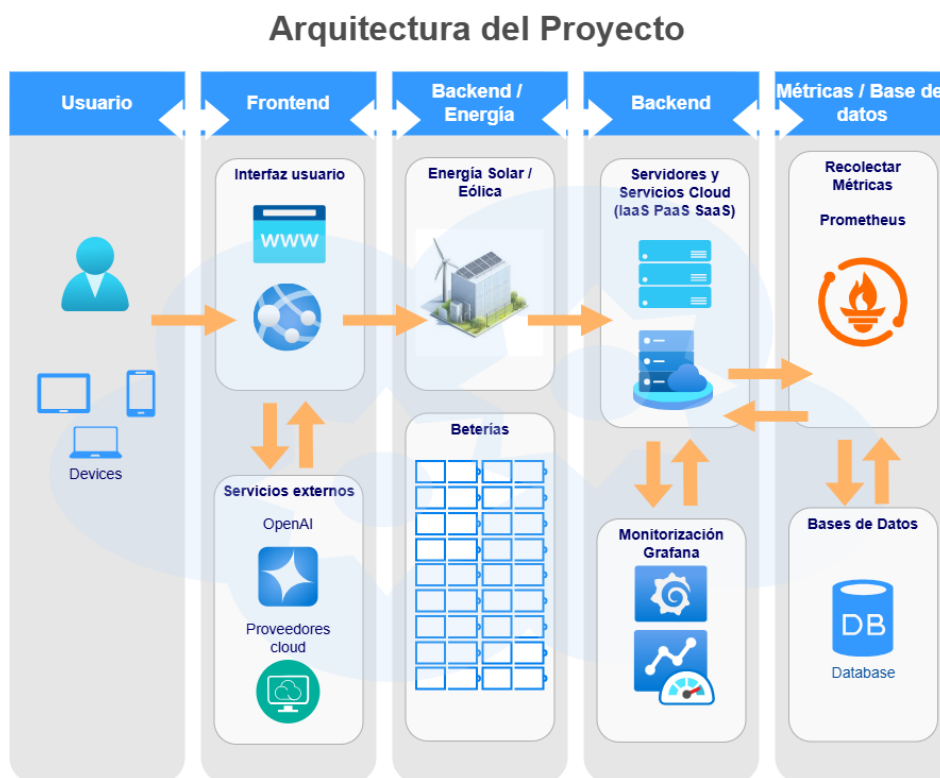 Arquitectura del Proyecto
Usuario
Frontend
Backend /
Energía
Backend
Métricas / Base de
datos
Devices
Interfaz usuario
www
Servicios externos
OpenAI
Proveedores
cloud
Energía Solar /
Eólica
Beterías
Servidores y
Servicios Cloud
(IaaS PaaS SaaS)
Monitorización
Grafana
Recolectar
Métricas
Prometheus
Bases de Datos
DB
Database